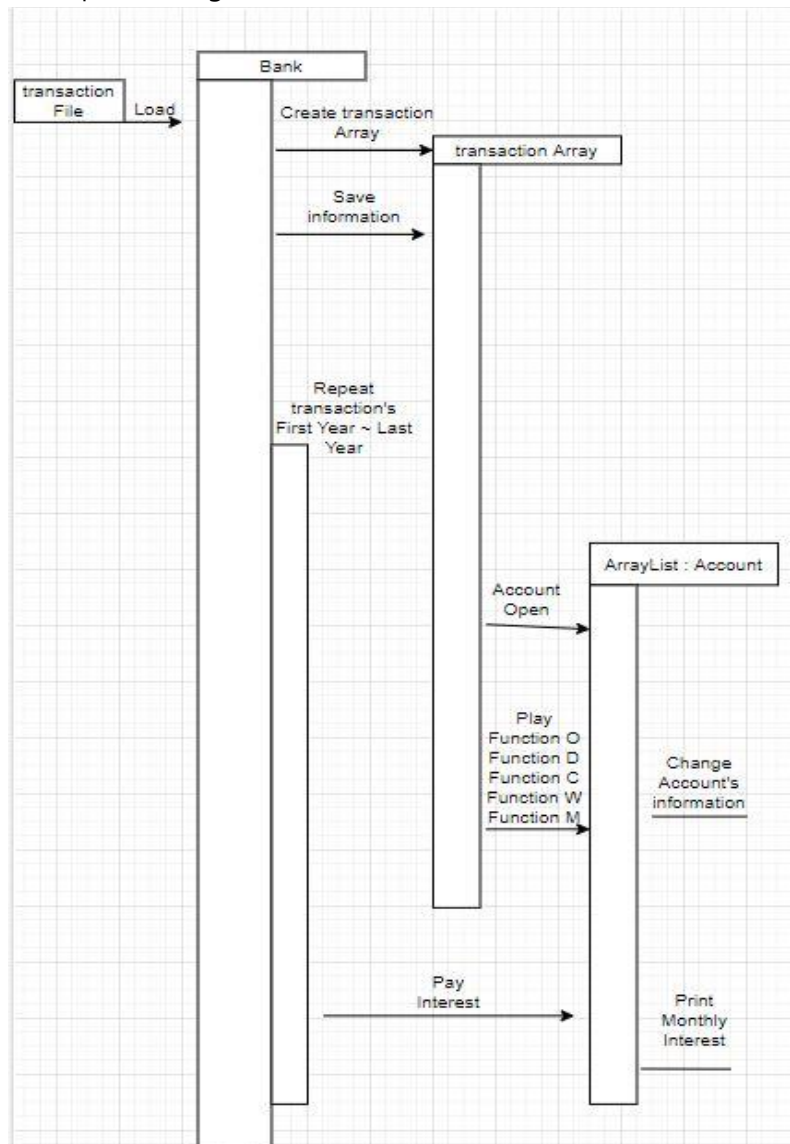 Bank
transaction
File
Load
Create transaction
Array
transaction Array
Save
information
Repeat
transaction's
First Year ~ Last
Year
ArrayList : Account
Account
Open
Play
Function O
Function D
Function C
Function W
Function M
Change
Account's
information
Pay
Interest
Print
Monthly
Interest